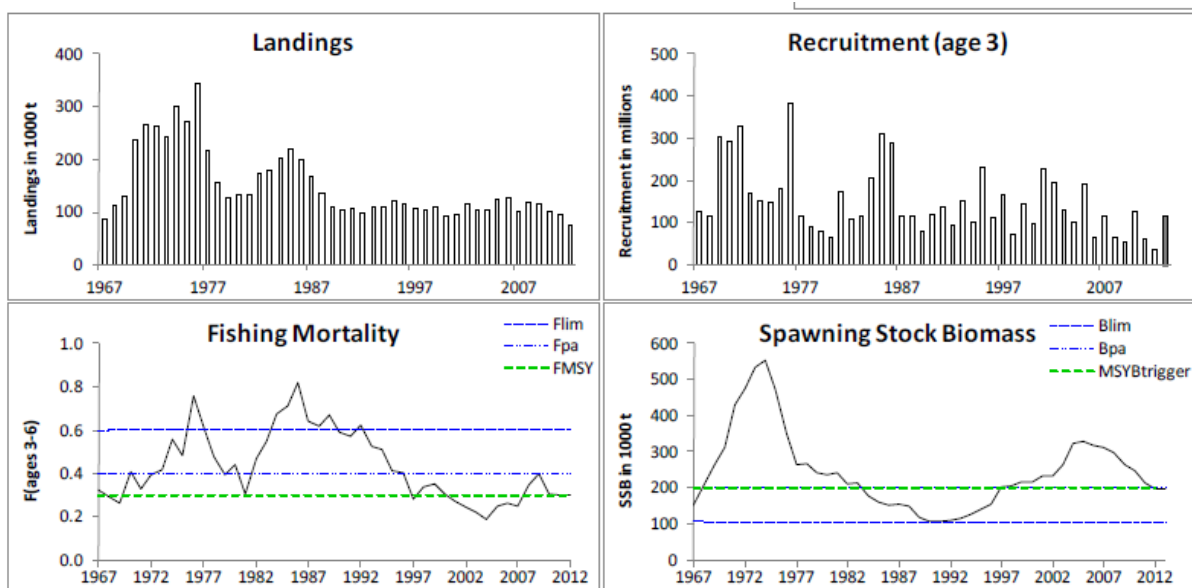 Landings
Landings in 1000 t
400
300
200
100
0
1967 1977 1987 1997 2007
Recruitment (age 3)
Recruitment in millions
500
400
300
200
100
0
1967 1977 1987 1997 2007
Fishing Mortality
Flim
Fpa
FMSY
F(ages 3-6)
1.0
0.8
0.6
0.4
0.2
0.0
1967 1972 1977 1982 1987 1992 1997 2002 2007 2012
Spawning Stock Biomass
Blim
Bpa
MSYBtrigger
SSB in 1000 t
600
500
400
300
200
100
0
1967 1972 1977 1982 1987 1992 1997 2002 2007 2012